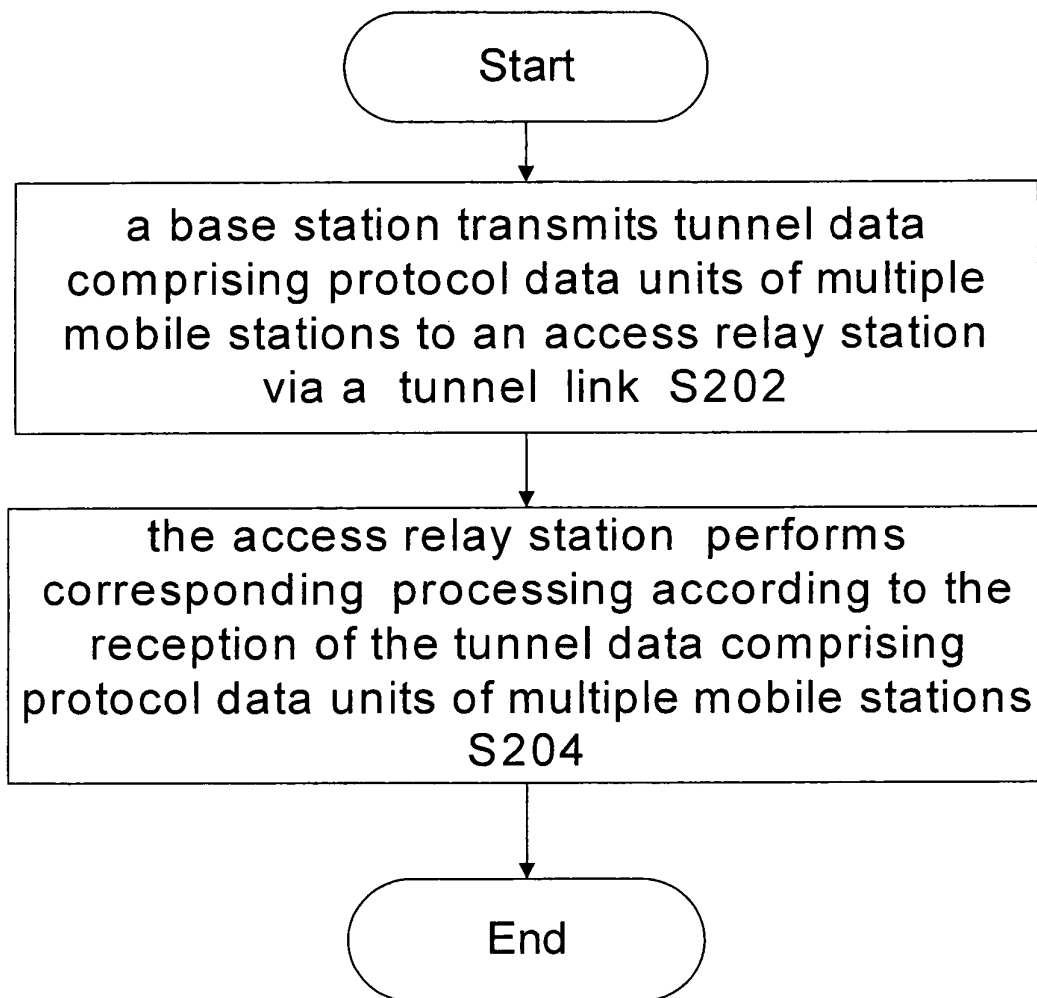 Start
a base station transmits tunnel data
comprising protocol data units of multiple
mobile stations to an access relay station
via a tunnel link S202
the access relay station performs
corresponding processing according to the
reception of the tunnel data comprising
protocol data units of multiple mobile stations
S204
End